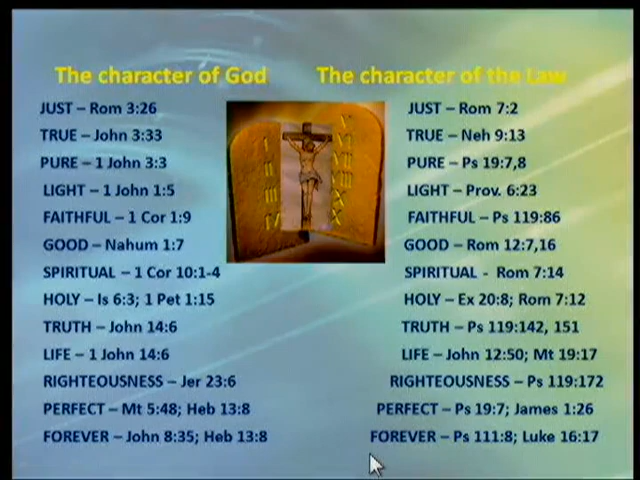 The character of God
The character of the Law
JUST – Rom 3:26
TRUE – John 3:33
PURE – 1 John 3:3
LIGHT – 1 John 1:5
FAITHFUL – 1 Cor 1:9
GOOD – Nahum 1:7
SPIRITUAL – 1 Cor 10:1-4
HOLY – Is 6:3; 1 Pet 1:15
TRUTH – John 14:6
LIFE – 1 John 14:6
RIGHTEOUSNESS – Jer 23:6
PERFECT – Mt 5:48; Heb 13:8
FOREVER – John 8:35; Heb 13:8
JUST – Rom 7:2
TRUE – Neh 9:13
PURE – Ps 19:7,8
LIGHT – Prov. 6:23
FAITHFUL – Ps 119:86
GOOD – Rom 12:7,16
SPIRITUAL - Rom 7:14
HOLY – Ex 20:8; Rom 7:12
TRUTH – Ps 119:142, 151
LIFE – John 12:50; Mt 19:17
RIGHTEOUSNESS – Ps 119:172
PERFECT – Ps 19:7; James 1:26
FOREVER – Ps 111:8; Luke 16:17